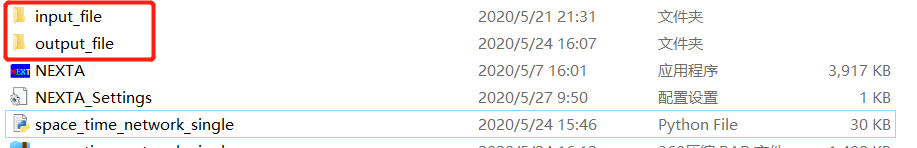 input_file 2020/5/21 21:31 文件夹
output_file 2020/5/24 16:07 文件夹
NEXTA 2020/5/7 16:01 应用程序 3,917 KB
NEXTA_Settings 2020/5/27 9:50 配置设置 1 KB
space_time_network_single 2020/5/24 15:46 Python File 30 KB